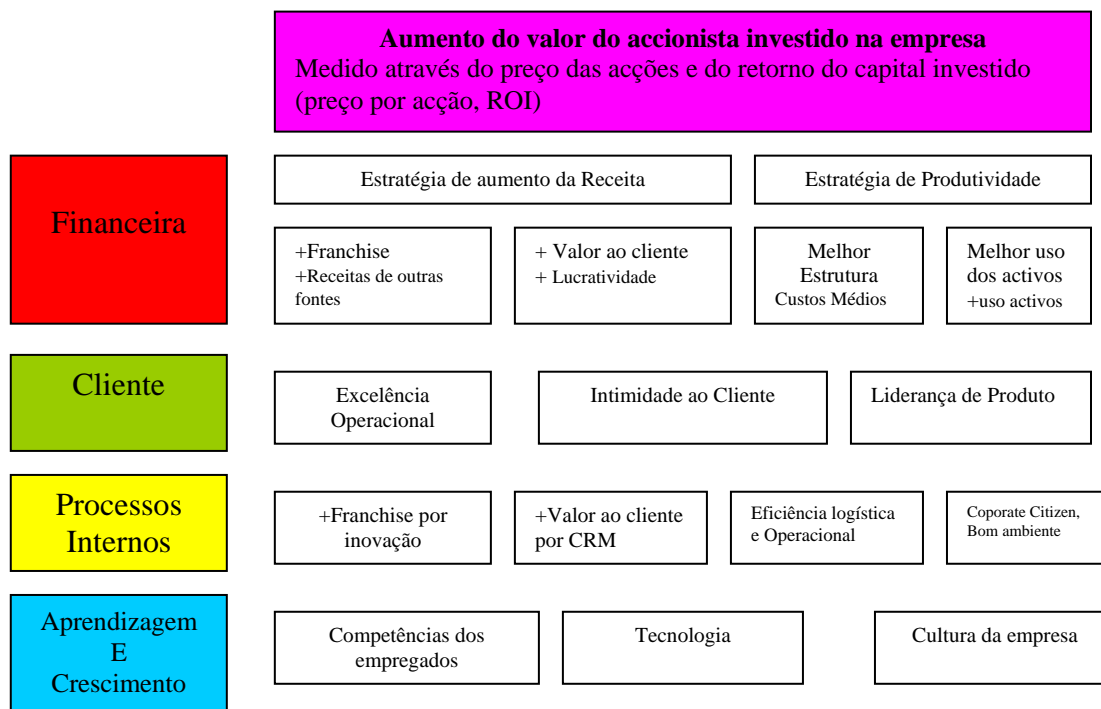 Aumento do valor do accionista investido na empresa
Medido através do preço das acções e do retorno do capital investido
(preço por acção, ROI)
Financeira
Estratégia de aumento da Receita
Estratégia de Produtividade
+Franchise
+Receitas de outras
fontes
+ Valor ao cliente
+ Lucratividade
Melhor
Estrutura
Custos Médios
Melhor uso
dos activos
+uso activos
Cliente
Excelência
Operacional
Intimidade ao Cliente
Liderança de Produto
Processos
Internos
+Franchise por
inovação
+Valor ao cliente
por CRM
Eficiência logística
e Operacional
Coporate Citizen,
Bom ambiente
Aprendizagem
E
Crescimento
Competências dos
empregados
Tecnologia
Cultura da empresa